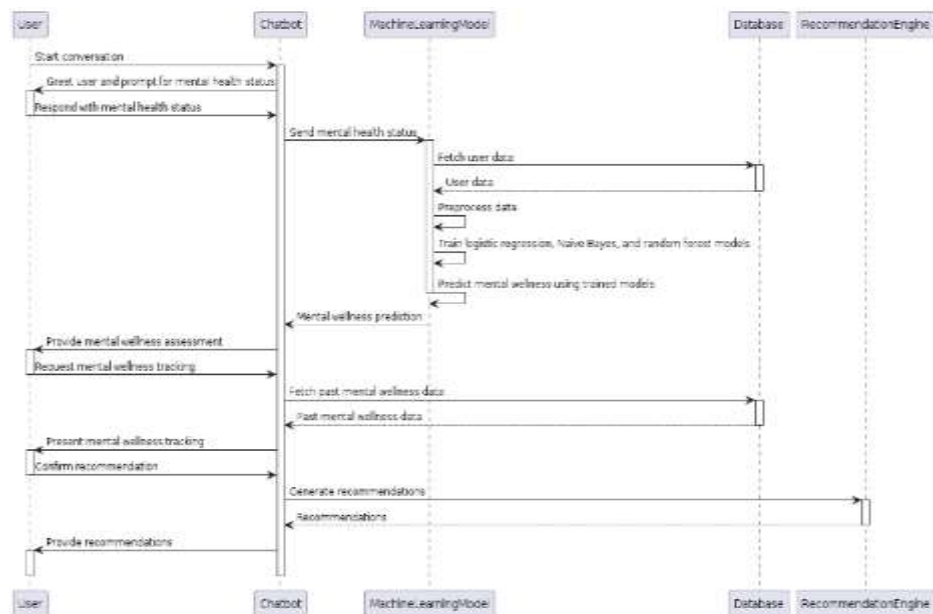 User Chatbot MachineLearningModel Database RecommendationEngine
Start conversation
Greet user and prompt for mental health status
Respond with mental health status
Send mental health status
Fetch user data
User data
Preprocess data
Train logistic regression, Naive Bayes, and random forest models
Predict mental wellness using trained models
Mental wellness prediction
Provide mental wellness assessment
Request mental wellness tracking
Fetch past mental wellness data
Past mental wellness data
Present mental wellness tracking
Confirm recommendation
Generate recommendations
Recommendations
Provide recommendations
User Chatbot MachineLearningModel Database RecommendationEngine